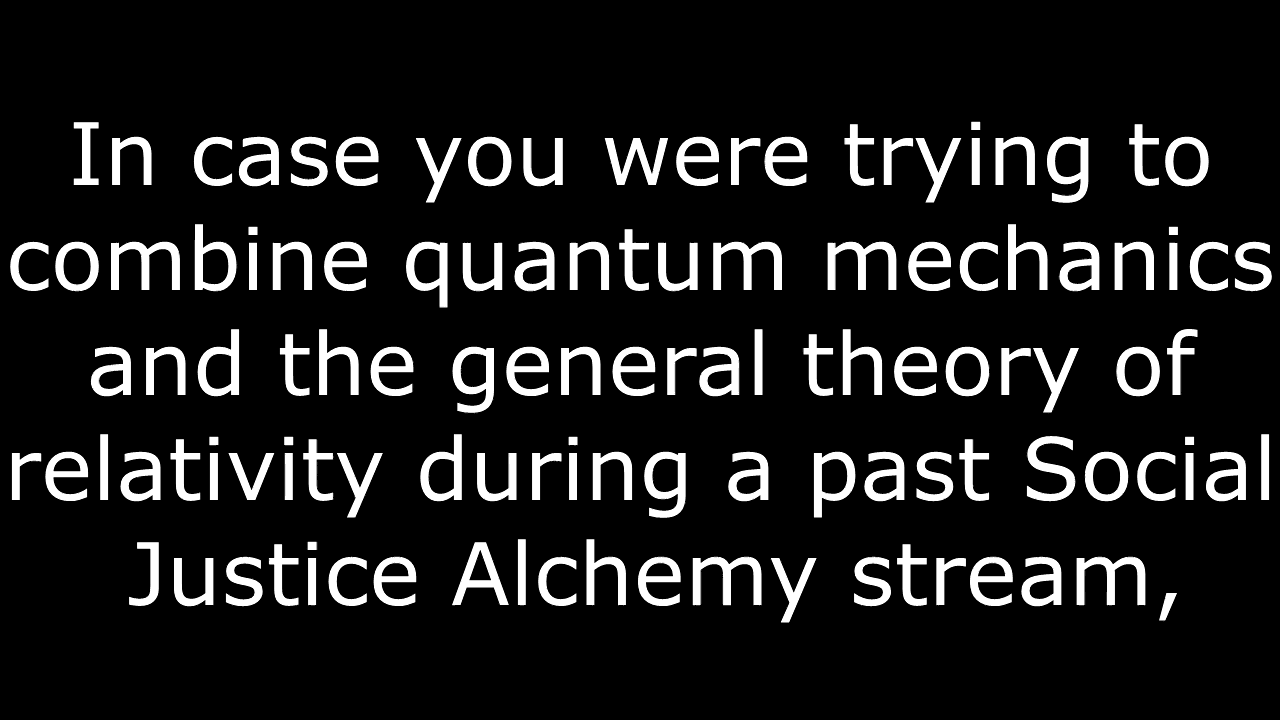 In case you were trying to
combine quantum mechanics
and the general theory of
relativity during a past Social
Justice Alchemy stream,